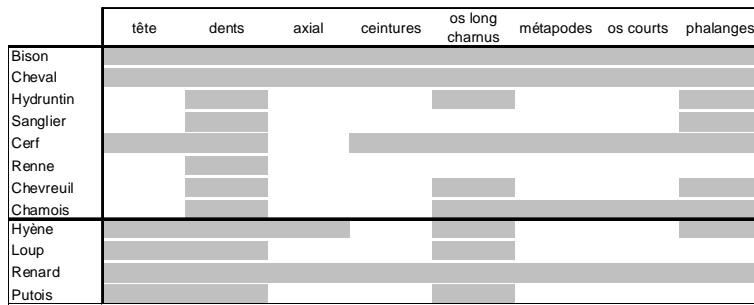 tête dents axial ceintures os long charnus métapodes os courts phalanges
Bison
Cheval
Hydruntin
Sanglier
Cerf
Renne
Chevreuil
Chamois
Hyène
Loup
Renard
Putois